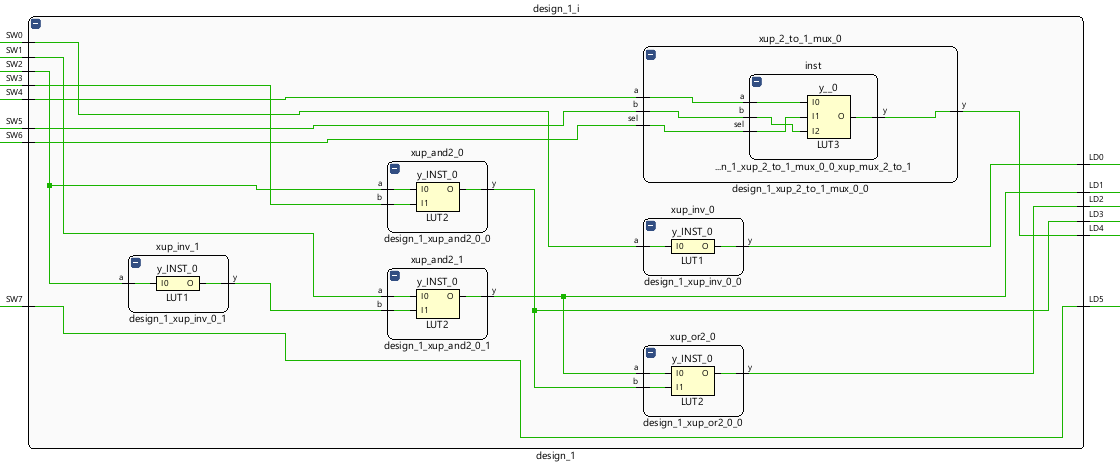 design_1_i
SW0
SW1
SW2
SW3
SW4
SW5
SW6
SW7
xup_2_to_1_mux_0
inst
y__0
a
b
sel
a
b
sel
I0
I1
I2
O
LUT3
y
y
...n_1_xup_2_to_1_mux_0_0_xup_mux_2_to_1
design_1_xup_2_to_1_mux_0_0
xup_and2_0
y_INST_0
a
b
I0
I1
O
LUT2
y
design_1_xup_and2_0_0
xup_inv_0
y_INST_0
a
I0
O
LUT1
y
design_1_xup_inv_0_0
xup_inv_1
y_INST_0
a
I0
O
LUT1
y
design_1_xup_inv_0_1
xup_and2_1
y_INST_0
a
b
I0
I1
O
LUT2
y
design_1_xup_and2_0_1
xup_or2_0
y_INST_0
a
b
I0
I1
O
LUT2
y
design_1_xup_or2_0_0
LD0
LD1
LD2
LD3
LD4
LD5
design_1